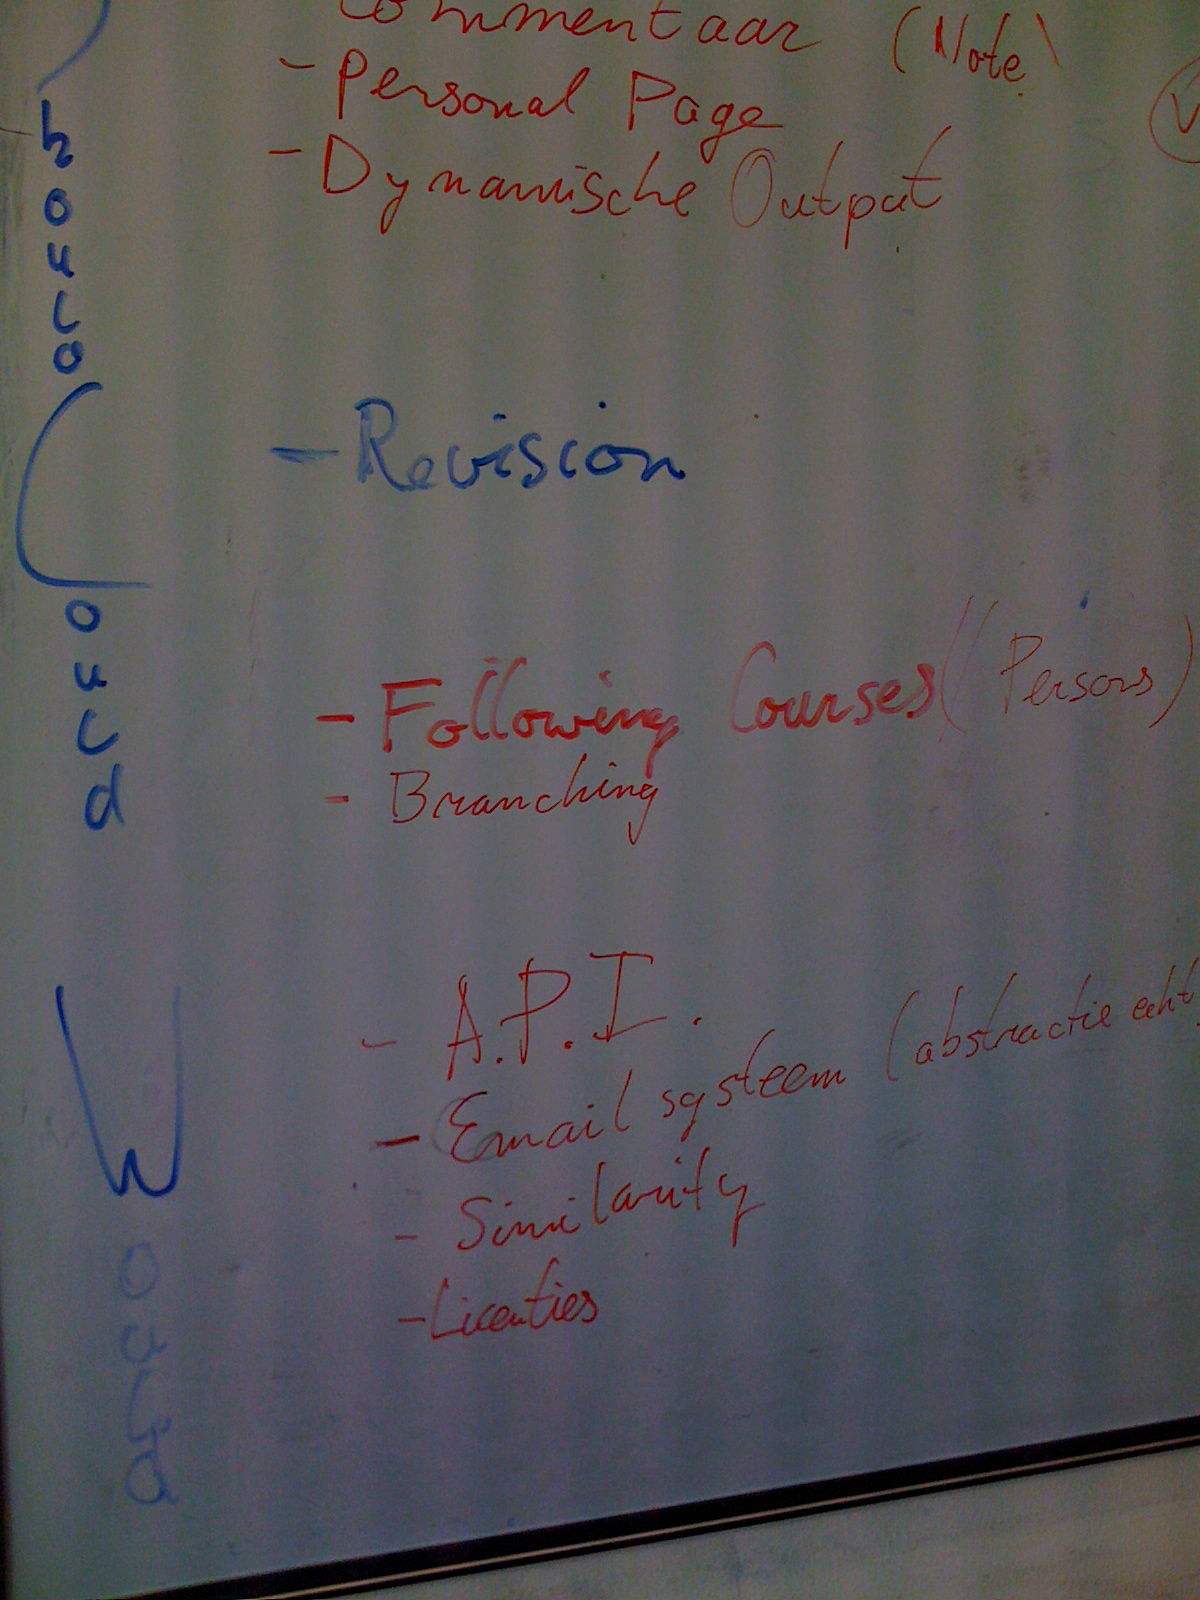 Commentaar (Note)
- Personal Page
- Dynamische Output
hould
- Revision
Could
- Following Courses (Persons)
- Branching
Would
- A.P.I.
- Email systeem (abstractie echt
- Similarity
- Licenties